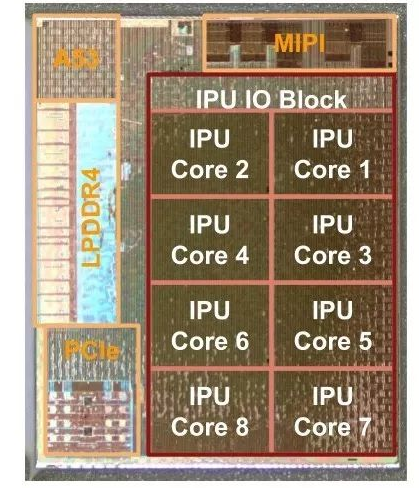 A53
MIPI
IPU IO Block
IPU
Core 2
IPU
Core 1
LPDDR4
IPU
Core 4
IPU
Core 3
IPU
Core 6
IPU
Core 5
PCIe
IPU
Core 8
IPU
Core 7